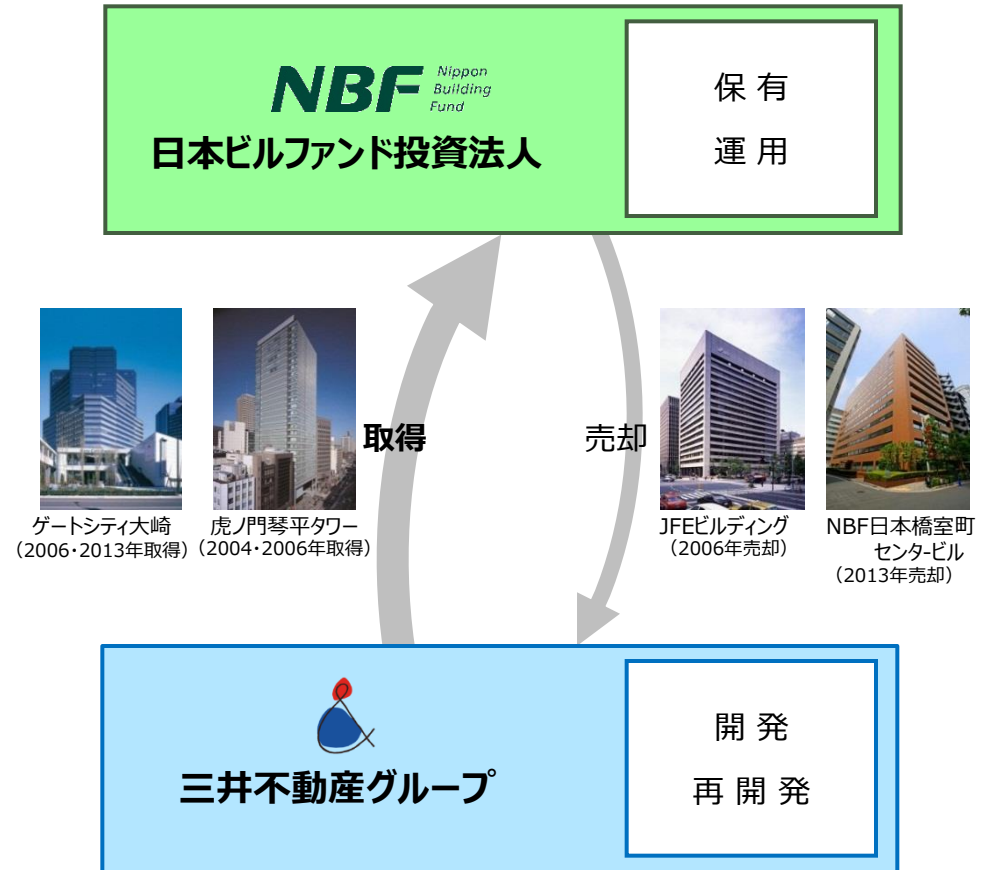 NBF Nippon
Building
Fund
日本ビルファンド投資法人
保 有
運 用
取得
売却
ゲートシティ大崎
（2006・2013年取得）
虎ノ門琴平タワー
（2004・2006年取得）
JFEビルディング
（2006年売却）
NBF日本橋室町
センタービル
（2013年売却）
三井不動産グループ
開 発
再 開 発